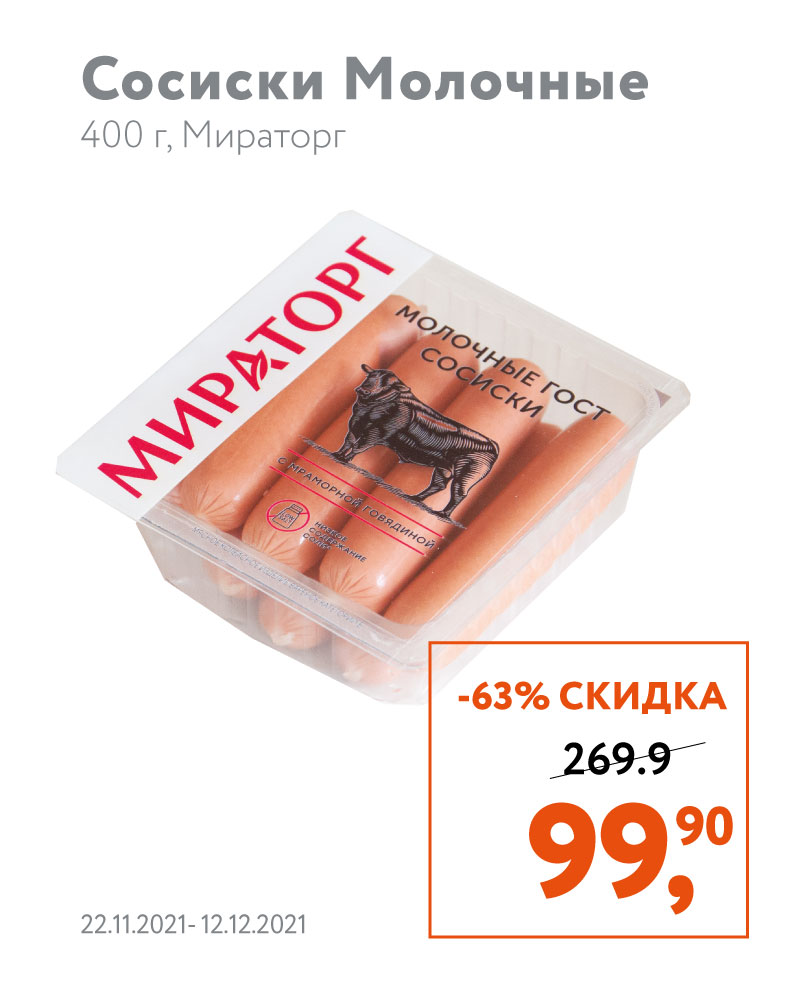 Сосиски Молочные
400 г, Мираторг
МИРАТОРГ
МОЛОЧНЫЕ ГОСТ
СОСИСКИ
С МРАМОРНОЙ ГОВЯДИНОЙ
НИЗКОЕ
СОДЕРЖАНИЕ
СОЛИ
-63% СКИДКА
269.9
99,90
22.11.2021- 12.12.2021